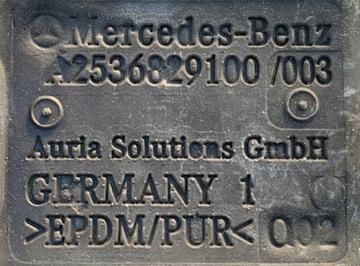 Mercedes-Benz
A2536829100 /003
Auria Solutions GmbH
GERMANY 1
>EPDM/PUR< Q02